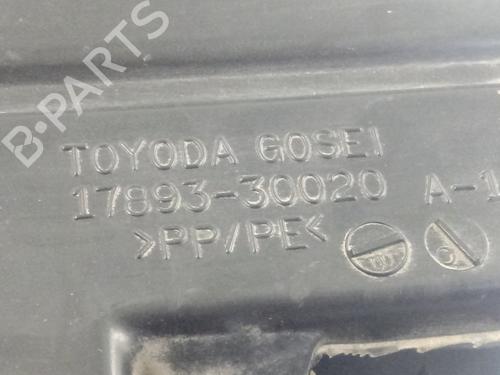 B-PARTS
TOYODA GOSEI
17893-30020 A-1
>PP/PE<